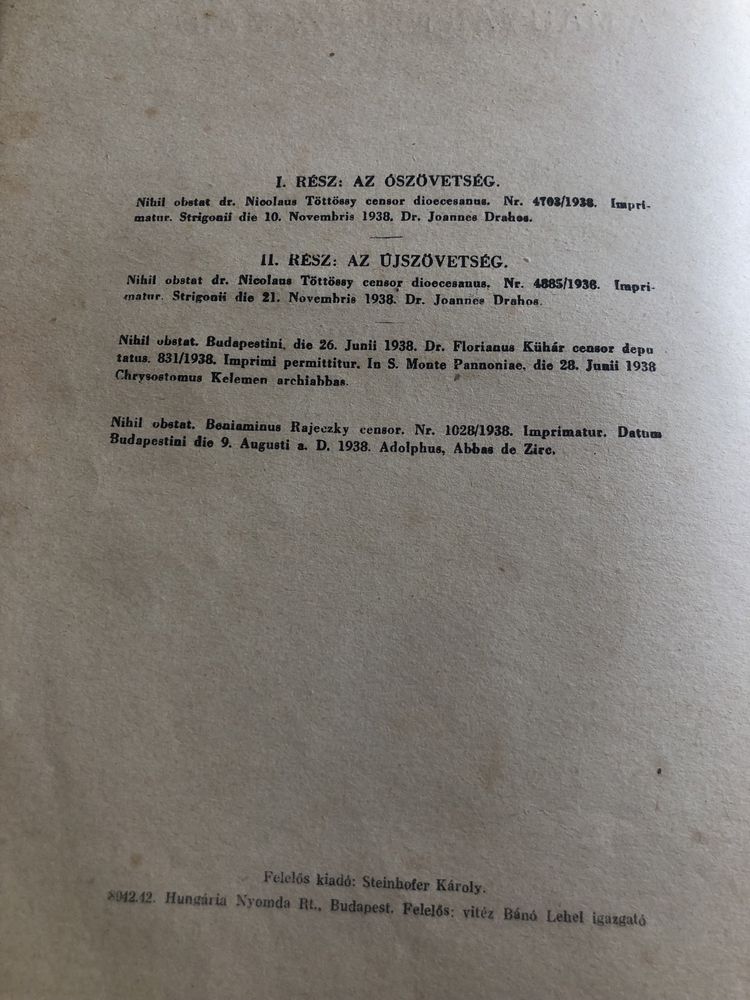 I. RÉSZ: AZ ÓSZÖVETSÉG.
Nihil obstat dr. Nicolaus Töttössy censor dioecesanus. Nr. 4703/1938. Impri-
matur. Strigonii die 10. Novembris 1938. Dr. Joannes Drahos.
II. RÉSZ: AZ ÚJSZÖVETSÉG.
Nihil obstat dr. Nicolaus Töttössy censor dioecesanus. Nr. 4885/1938. Impri-
matur. Strigonii die 21. Novembris 1938. Dr. Joannes Drahos.
Nihil obstat. Budapestini, die 26. Junii 1938. Dr. Florianus Kühár censor depu
tatus. 831/1938. Imprimi permittitur. In S. Monte Pannoniae, die 28. Junii 1938
Chrysostomus Kelemen archiabbas.
Nihil obstat. Beniaminus Rajeczky censor. Nr. 1028/1938. Imprimatur. Datum
Budapestini die 9. Augusti a. D. 1938. Adolphus, Abbas de Zirc.
Felelős kiadó: Steinhofer Károly.
Hungária Nyomda Rt., Budapest. Felelős: vitéz Bánó Lehel igazgató